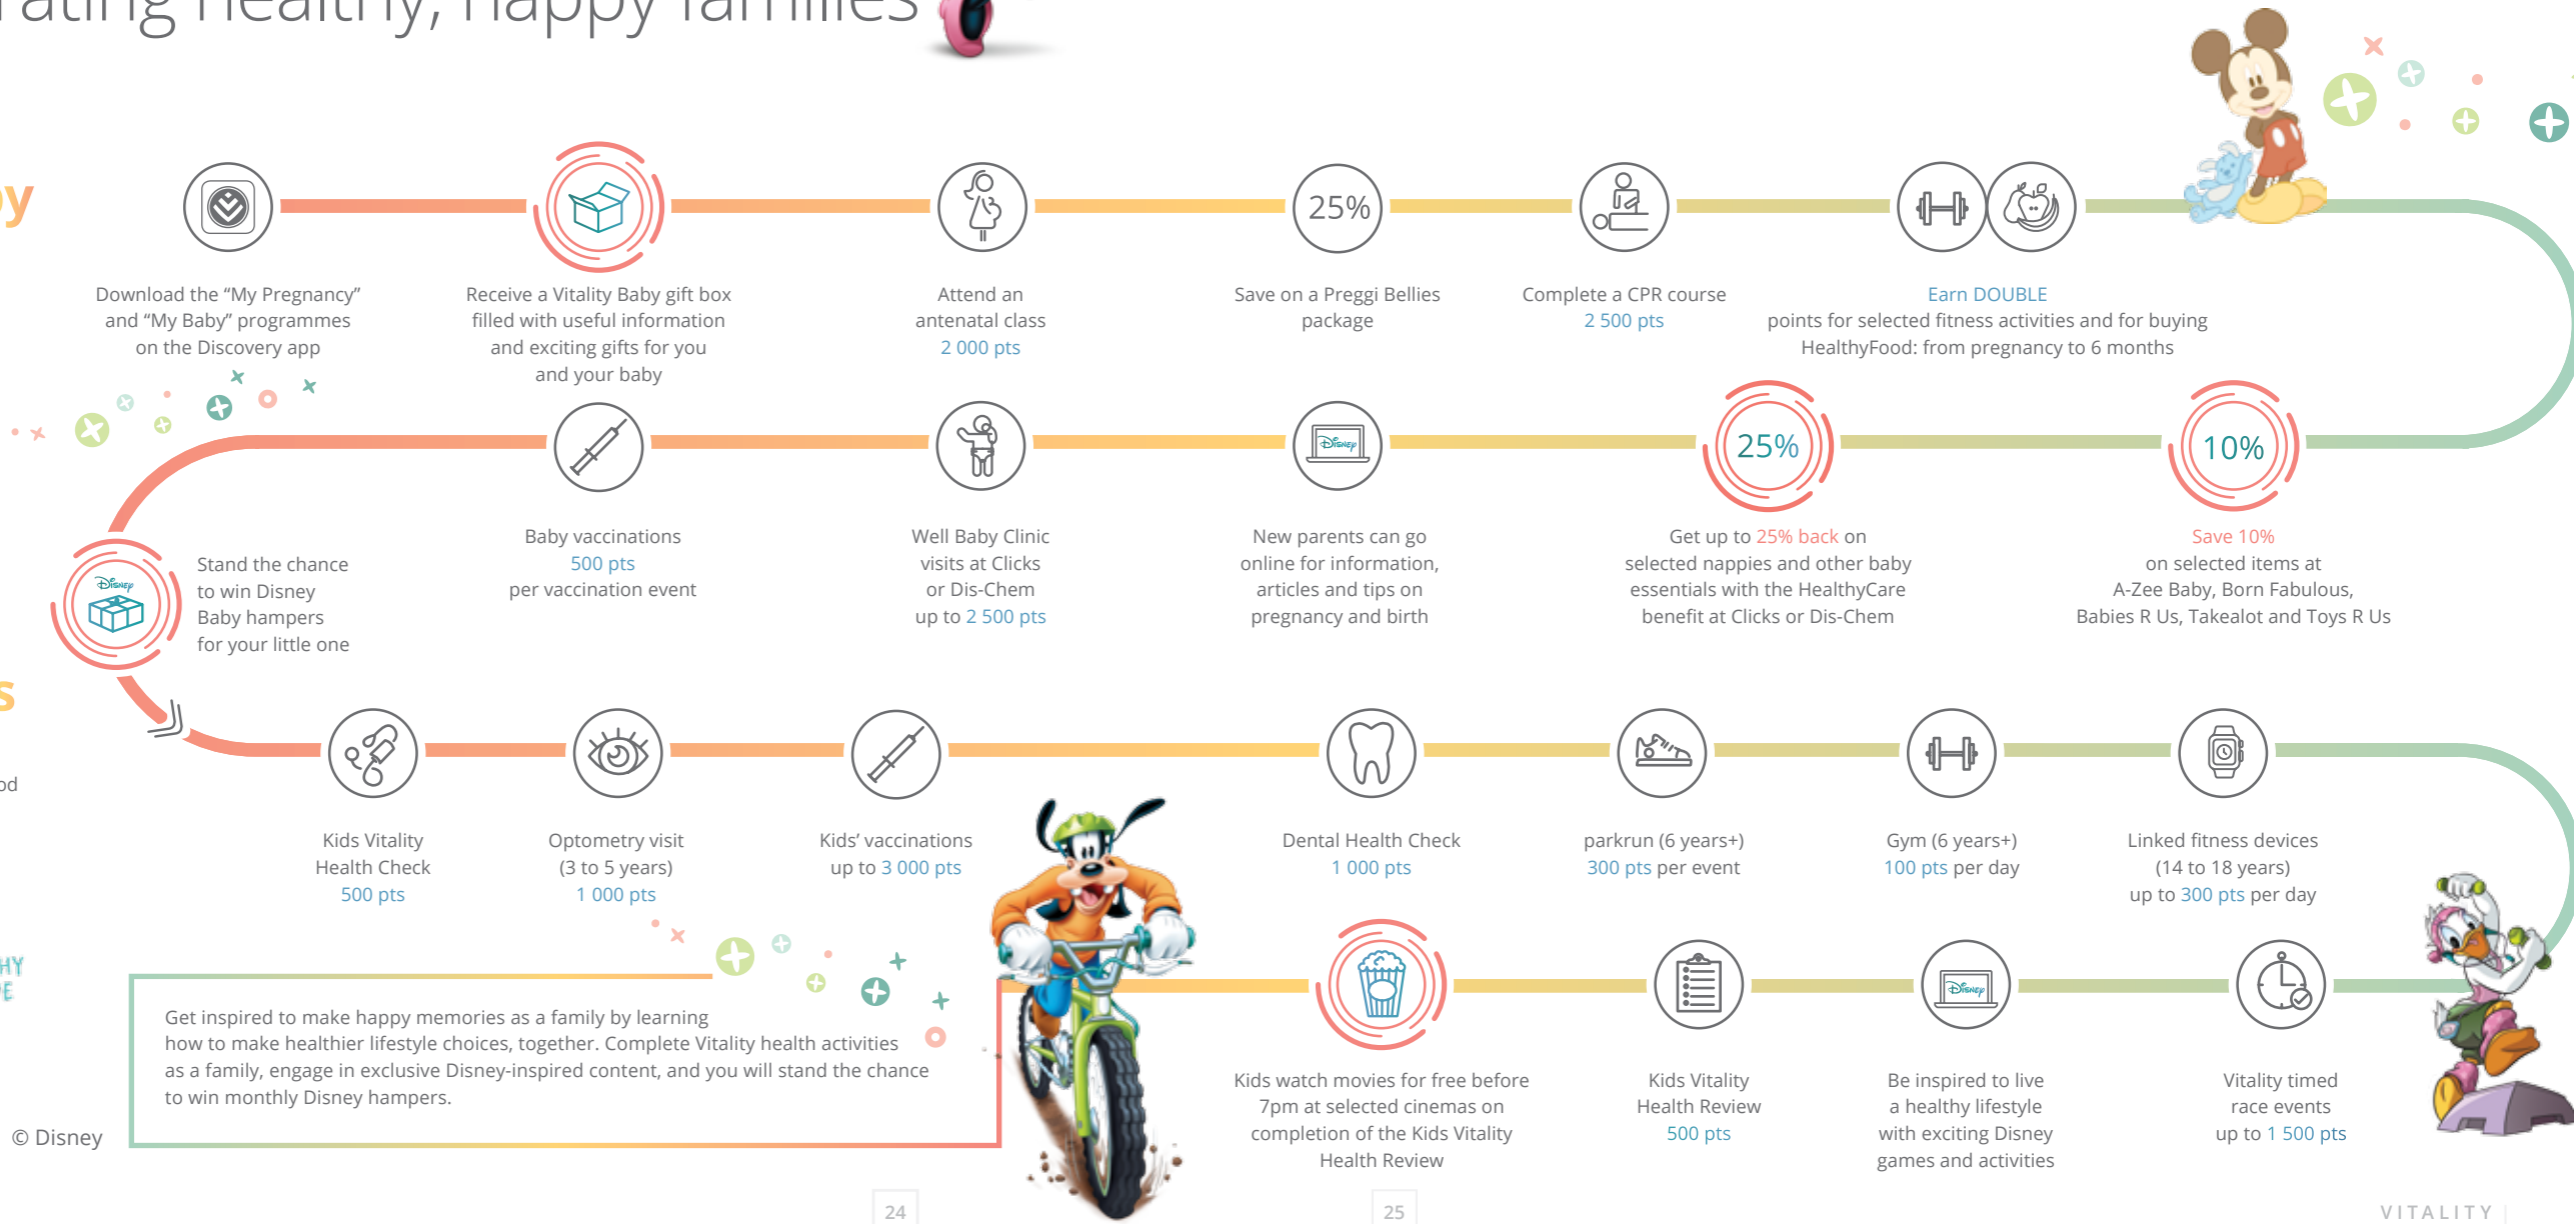 rating healthy, happy families
by
Download the “My Pregnancy”
and “My Baby” programmes
on the Discovery app
Receive a Vitality Baby gift box
filled with useful information
and exciting gifts for you
and your baby
Attend an
antenatal class
2 000 pts
25%
Save on a Preggi Bellies
package
Complete a CPR course
2 500 pts
Earn DOUBLE
points for selected fitness activities and for buying
HealthyFood: from pregnancy to 6 months
10%
Save 10%
on selected items at
A-Zee Baby, Born Fabulous,
Babies R Us, Takealot and Toys R Us
25%
Get up to 25% back on
selected nappies and other baby
essentials with the HealthyCare
benefit at Clicks or Dis-Chem
Disney
New parents can go
online for information,
articles and tips on
pregnancy and birth
Well Baby Clinic
visits at Clicks
or Dis-Chem
up to 2 500 pts
Baby vaccinations
500 pts
per vaccination event
Disney
Stand the chance
to win Disney
Baby hampers
for your little one
s
od
Kids Vitality
Health Check
500 pts
Optometry visit
(3 to 5 years)
1 000 pts
Kids’ vaccinations
up to 3 000 pts
Dental Health Check
1 000 pts
parkrun (6 years+)
300 pts per event
Gym (6 years+)
100 pts per day
Linked fitness devices
(14 to 18 years)
up to 300 pts per day
Vitality timed
race events
up to 1 500 pts
Disney
Be inspired to live
a healthy lifestyle
with exciting Disney
games and activities
Kids Vitality
Health Review
500 pts
Kids watch movies for free before
7pm at selected cinemas on
completion of the Kids Vitality
Health Review
HY
PE
Get inspired to make happy memories as a family by learning
how to make healthier lifestyle choices, together. Complete Vitality health activities
as a family, engage in exclusive Disney-inspired content, and you will stand the chance
to win monthly Disney hampers.
© Disney
24
25
VITALITY |